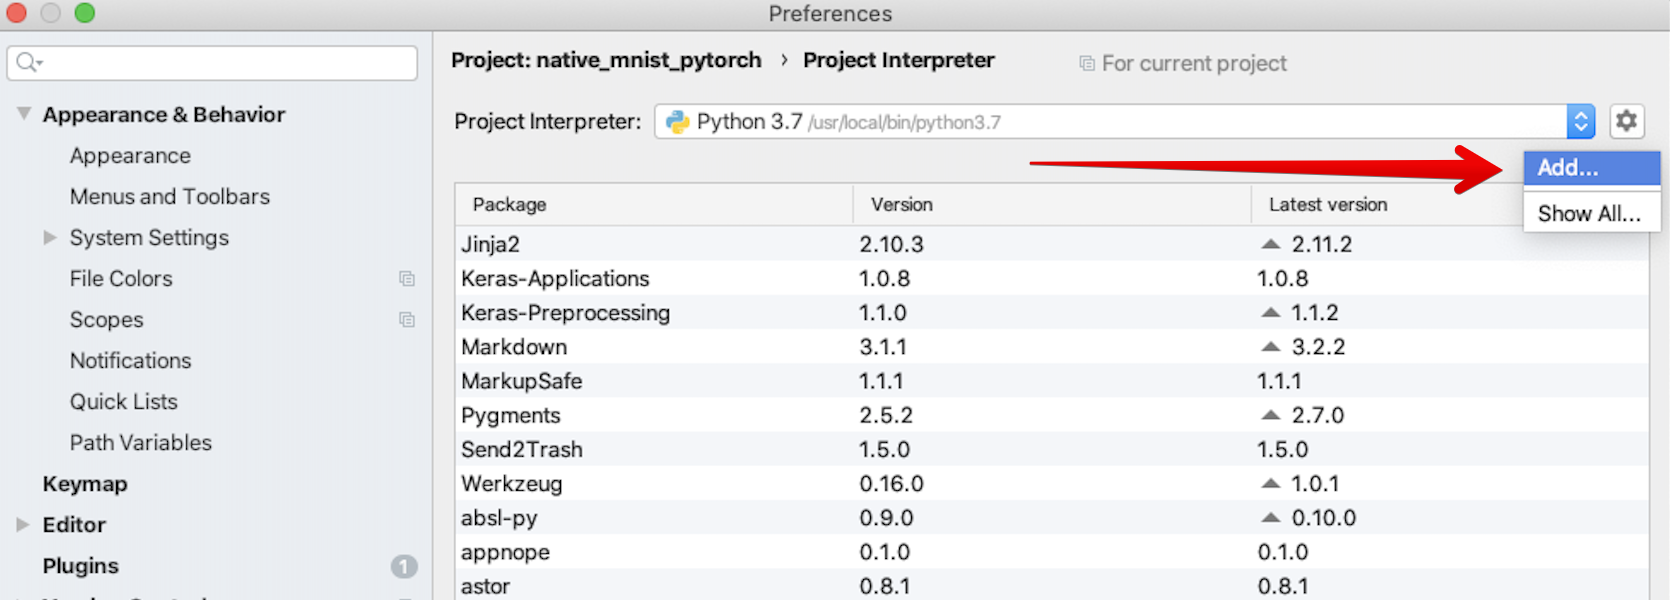 Preferences
Appearance & Behavior
Appearance
Menus and Toolbars
System Settings
File Colors
Scopes
Notifications
Quick Lists
Path Variables
Keymap
Editor
Plugins 1
Project: native_mnist_pytorch › Project Interpreter For current project
Project Interpreter: Python 3.7 /usr/local/bin/python3.7
Add...
Show All...
Package Version Latest version
Jinja2 2.10.3 2.11.2
Keras-Applications 1.0.8 1.0.8
Keras-Preprocessing 1.1.0 1.1.2
Markdown 3.1.1 3.2.2
MarkupSafe 1.1.1 1.1.1
Pygments 2.5.2 2.7.0
Send2Trash 1.5.0 1.5.0
Werkzeug 0.16.0 1.0.1
absl-py 0.9.0 0.10.0
appnope 0.1.0 0.1.0
astor 0.8.1 0.8.1